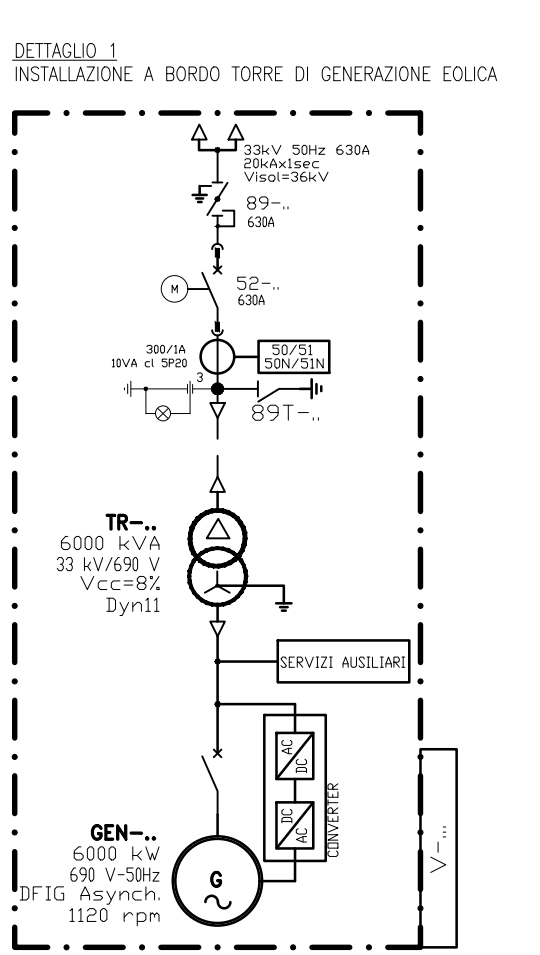 DETTAGLIO 1
INSTALLAZIONE A BORDO TORRE DI GENERAZIONE EOLICA
33kV 50Hz 630A
20kAx1sec
Visol=36kV
89-..
630A
M
52-..
630A
300/1A
10VA cl 5P20
50/51
50N/51N
3
89T-..
TR-..
6000 kVA
33 kV/690 V
Vcc=8%
Dyn11
SERVIZI AUSILIARI
AC
DC
DC
AC
CONVERTER
GEN-..
6000 kW
690 V-50Hz
DFIG Asynch.
1120 rpm
G
V-...